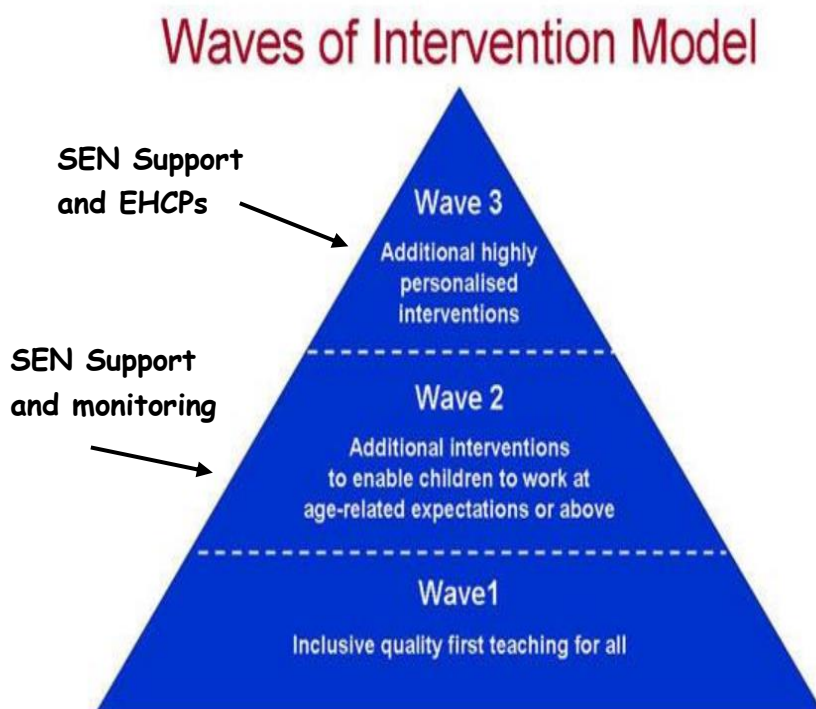 Waves of Intervention Model
SEN Support
and EHCPs
Wave 3
Additional highly
personalised
interventions
SEN Support
and monitoring
Wave 2
Additional interventions
to enable children to work at
age-related expectations or above
Wave1
Inclusive quality first teaching for all